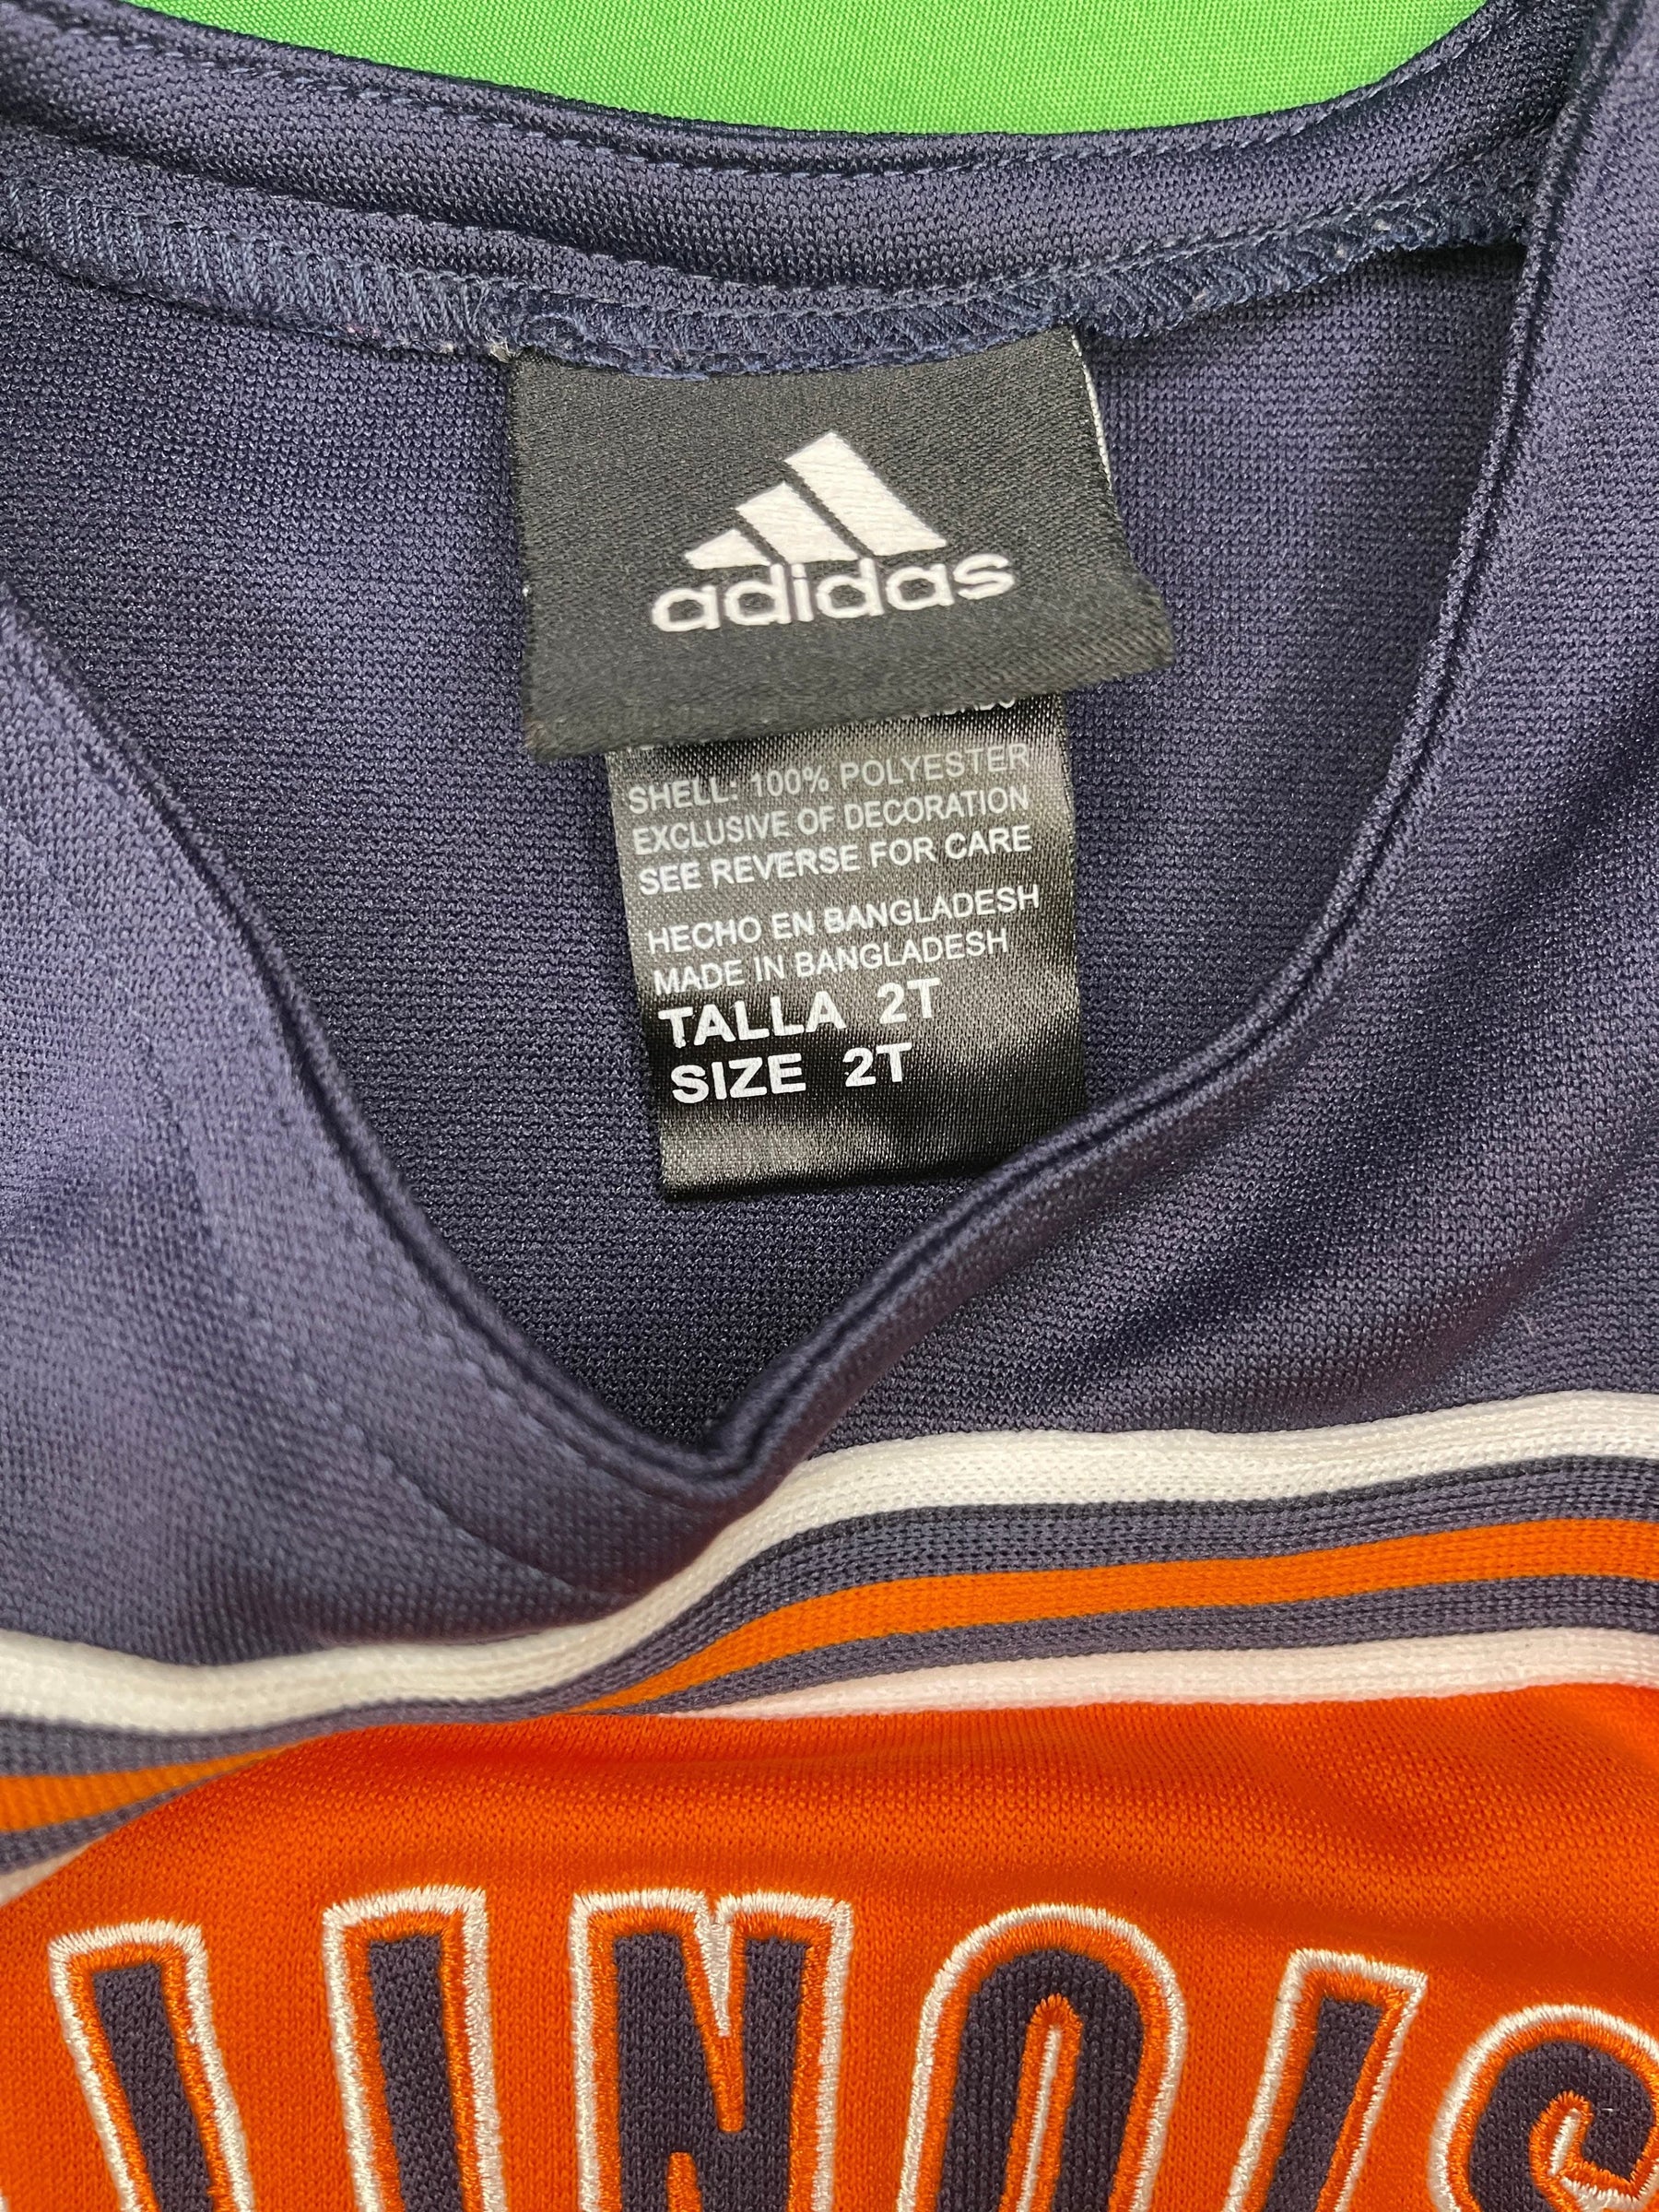 adidas
SHELL: 100% POLYESTER
EXCLUSIVE OF DECORATION
SEE REVERSE FOR CARE
HECHO EN BANGLADESH
MADE IN BANGLADESH
TALLA 2T
SIZE 2T
LINOIS